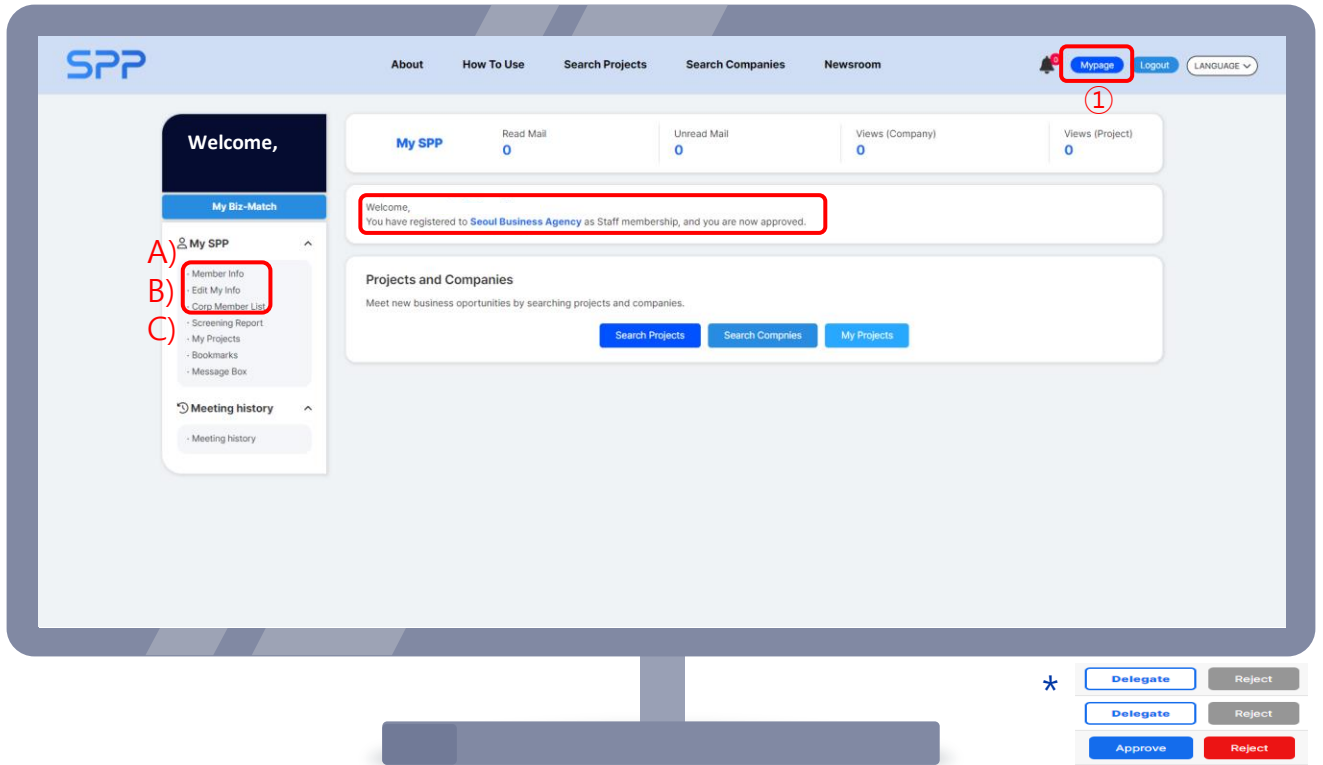 SPP
About How To Use Search Projects Search Companies Newsroom
0 Mypage Logout LANGUAGE
①
Welcome,
My Biz-Match
My SPP
A)
· Member Info
B)
· Edit My Info
· Corp Member List
C)
· Screening Report
· My Projects
· Bookmarks
· Message Box
Meeting history
· Meeting history
My SPP
Read Mail
0
Unread Mail
0
Views (Company)
0
Views (Project)
0
Welcome,
You have registered to Seoul Business Agency as Staff membership, and you are now approved.
Projects and Companies
Meet new business oportunities by searching projects and companies.
Search Projects Search Compnies My Projects
* Delegate Reject
Delegate Reject
Approve Reject